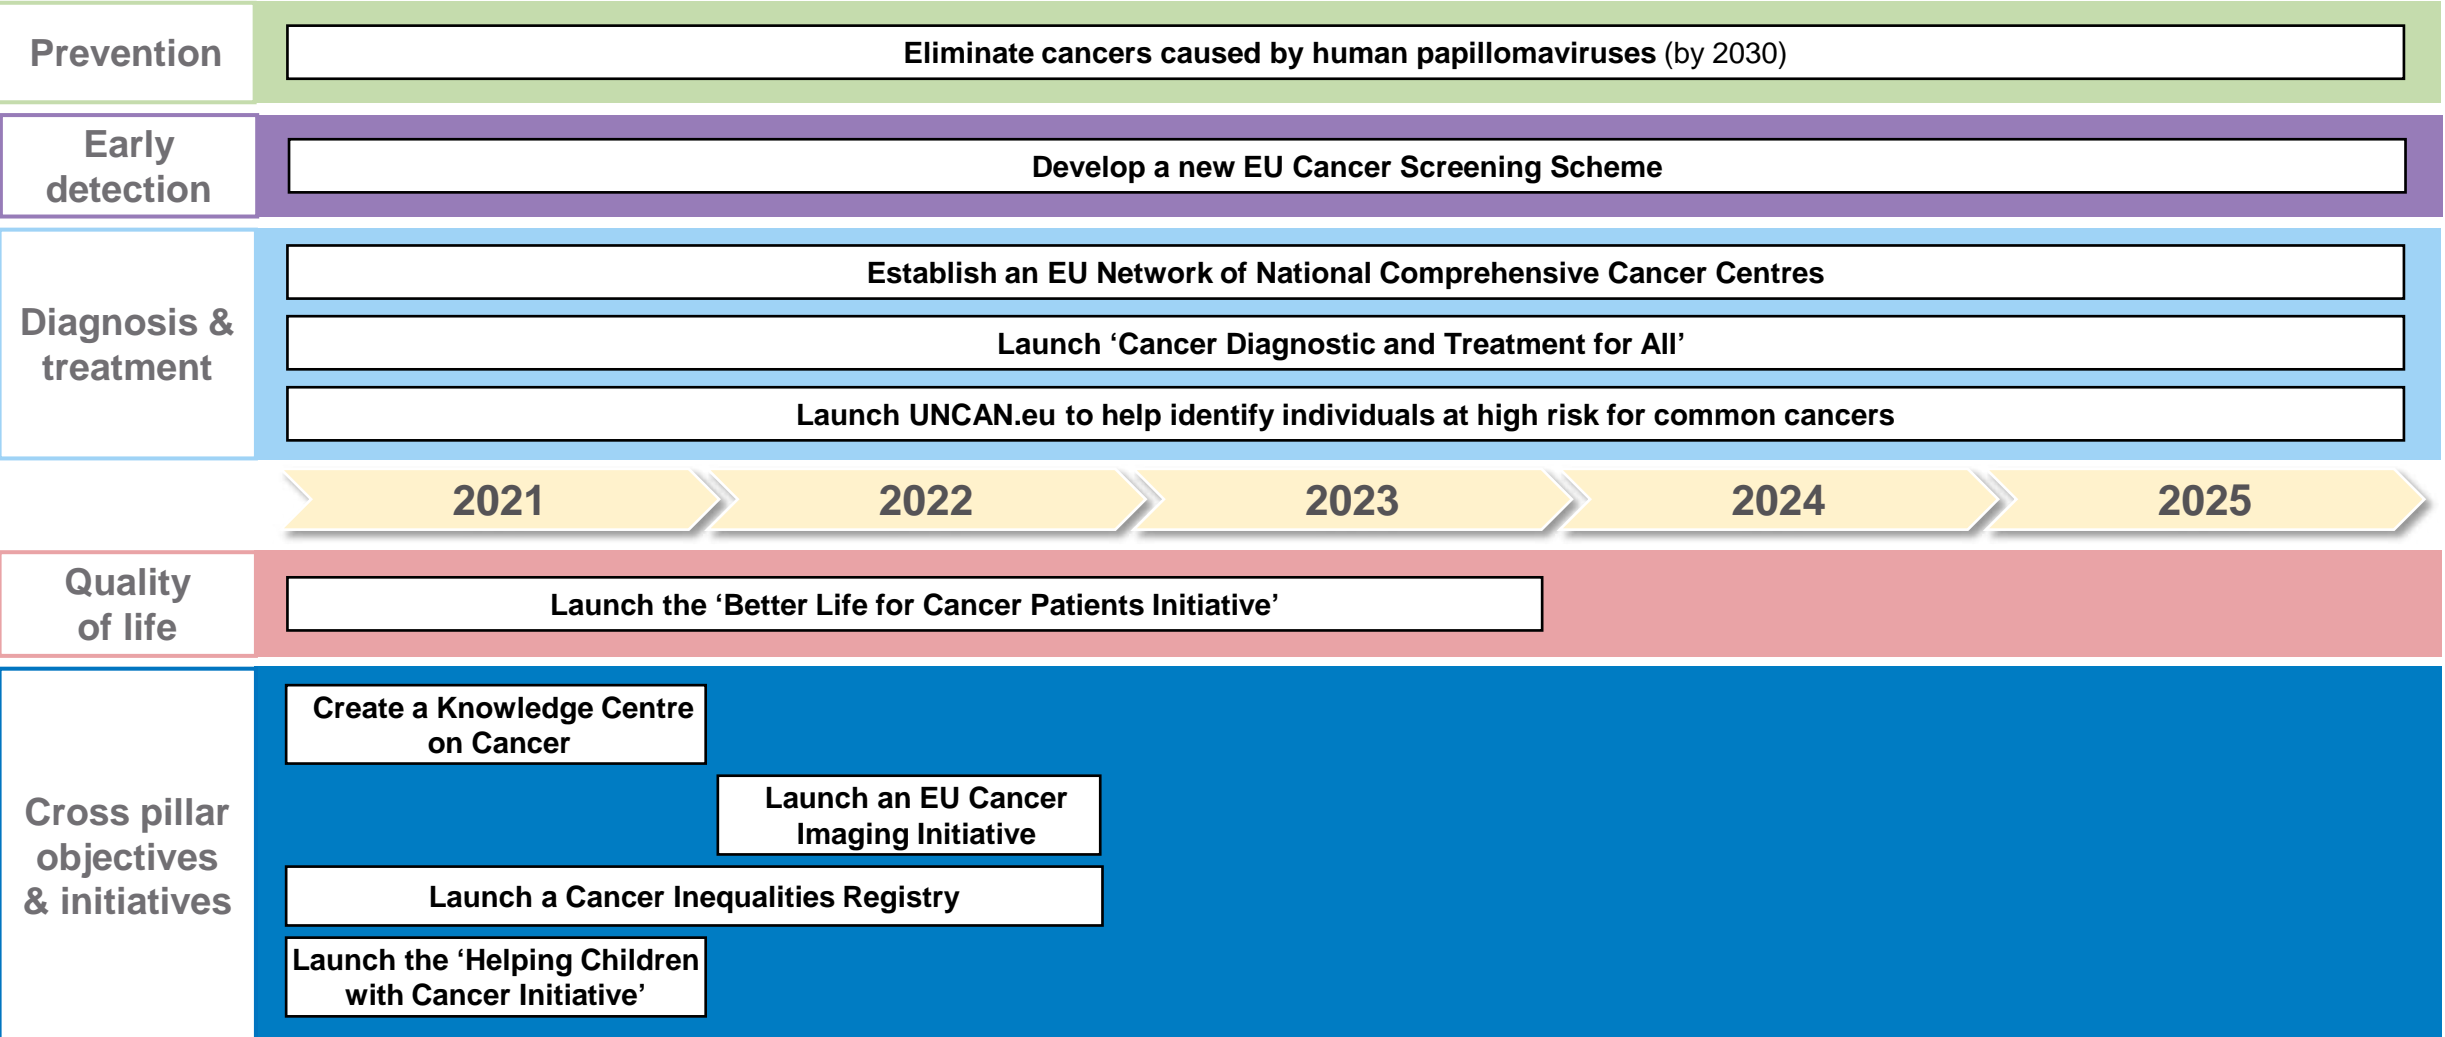 Prevention
Eliminate cancers caused by human papillomaviruses (by 2030)
Early
detection
Develop a new EU Cancer Screening Scheme
Diagnosis &
treatment
Establish an EU Network of National Comprehensive Cancer Centres
Launch ‘Cancer Diagnostic and Treatment for All’
Launch UNCAN.eu to help identify individuals at high risk for common cancers
2021
2022
2023
2024
2025
Quality
of life
Launch the ‘Better Life for Cancer Patients Initiative’
Cross pillar
objectives
& initiatives
Create a Knowledge Centre
on Cancer
Launch an EU Cancer
Imaging Initiative
Launch a Cancer Inequalities Registry
Launch the ‘Helping Children
with Cancer Initiative’